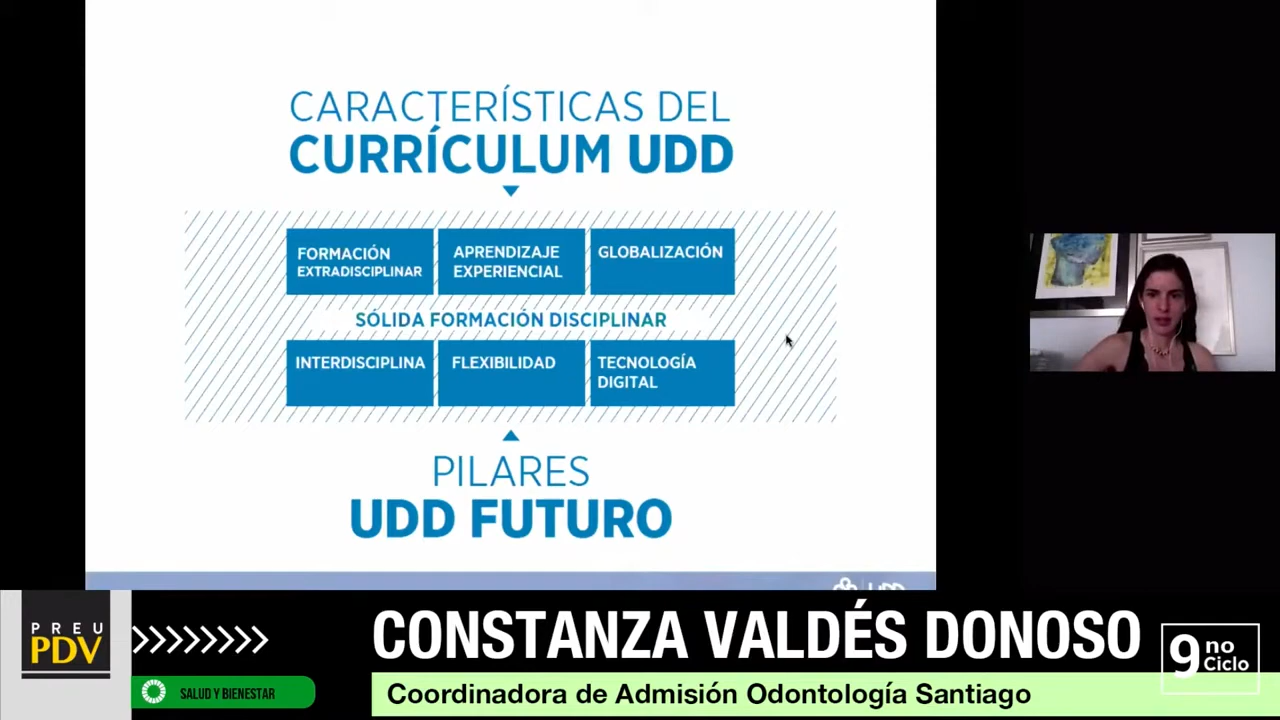 CARACTERÍSTICAS DEL
CURRÍCULUM UDD
FORMACIÓN
EXTRADISCIPLINAR
APRENDIZAJE
EXPERIENCIAL
GLOBALIZACIÓN
SÓLIDA FORMACIÓN DISCIPLINAR
INTERDISCIPLINA
FLEXIBILIDAD
TECNOLOGÍA
DIGITAL
PILARES
UDD FUTURO
PREU
PDV
SALUD Y BIENESTAR
CONSTANZA VALDÉS DONOSO
Coordinadora de Admisión Odontología Santiago
9no
Ciclo